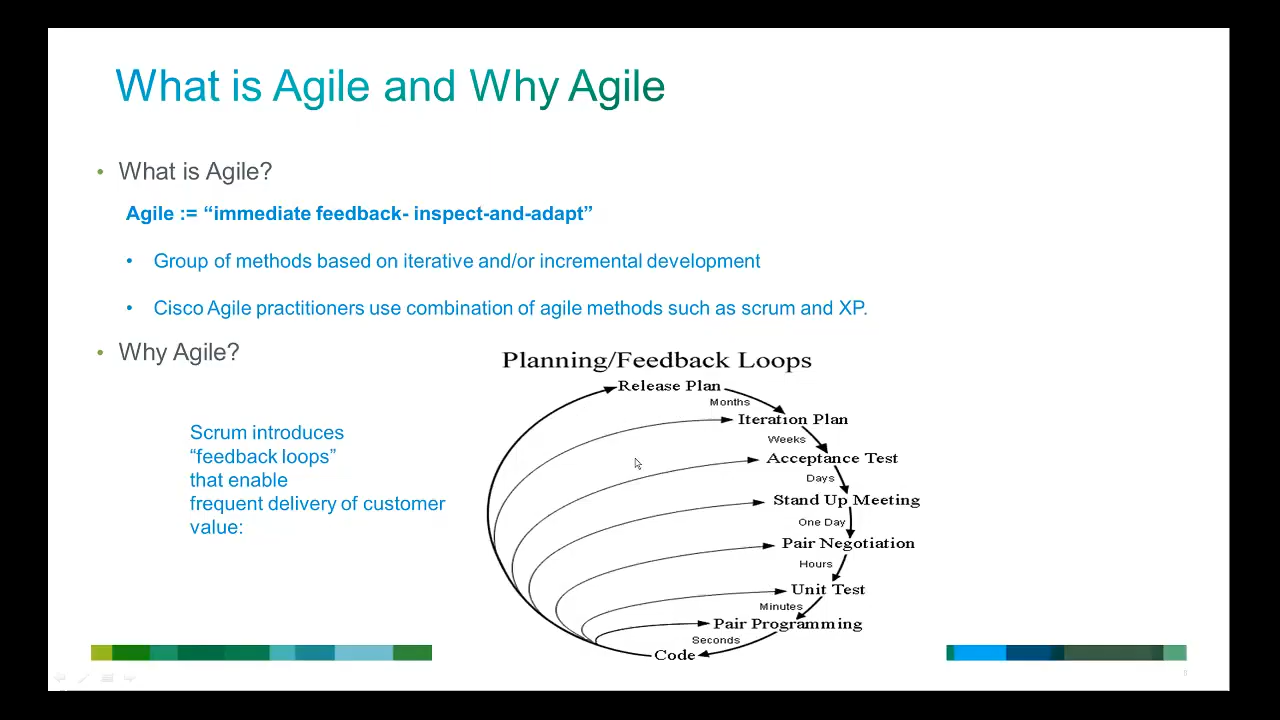 What is Agile and Why Agile
• What is Agile?
Agile := “immediate feedback- inspect-and-adapt”
• Group of methods based on iterative and/or incremental development
• Cisco Agile practitioners use combination of agile methods such as scrum and XP.
• Why Agile?
Scrum introduces
“feedback loops”
that enable
frequent delivery of customer
value:
Planning/Feedback Loops
Release Plan
Months
Iteration Plan
Weeks
Acceptance Test
Days
Stand Up Meeting
One Day
Pair Negotiation
Hours
Unit Test
Minutes
Pair Programming
Seconds
Code